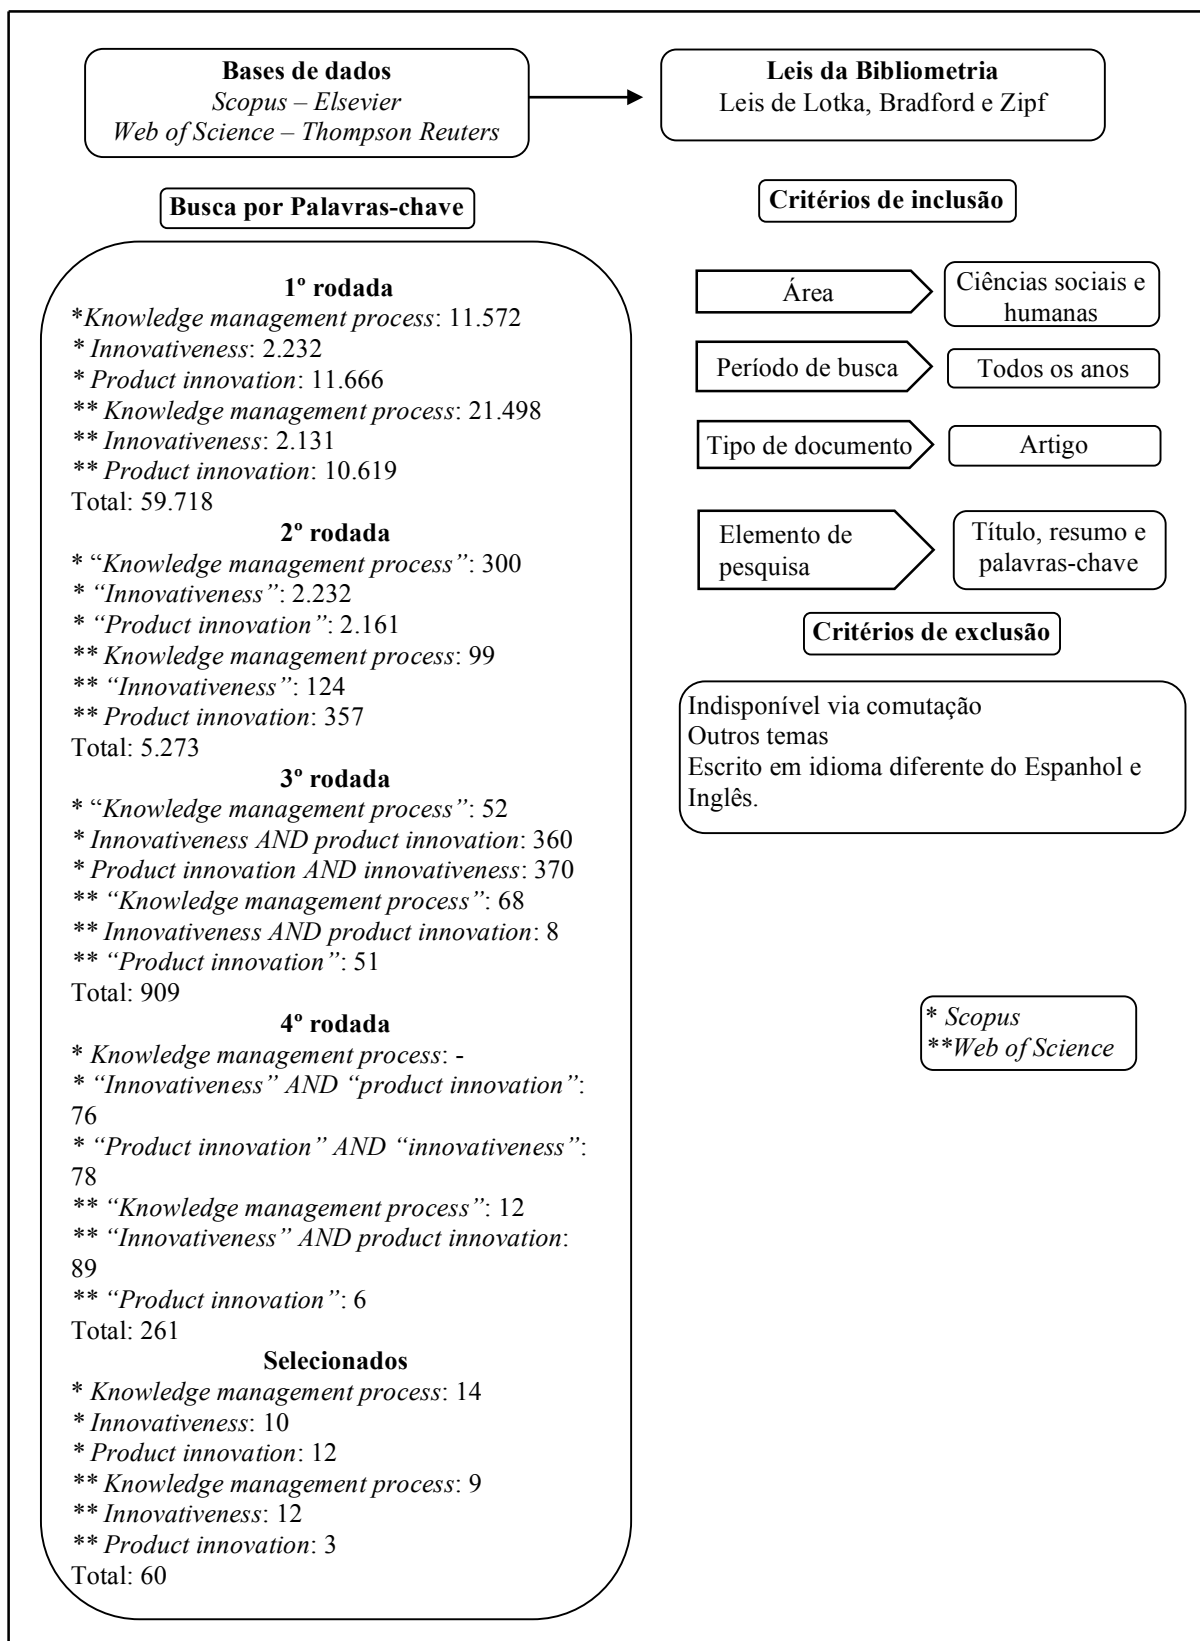 Bases de dados
Scopus – Elsevier
Web of Science – Thompson Reuters
Leis da Bibliometria
Leis de Lotka, Bradford e Zipf
Busca por Palavras-chave
1º rodada
*Knowledge management process: 11.572
* Innovativeness: 2.232
* Product innovation: 11.666
** Knowledge management process: 21.498
** Innovativeness: 2.131
** Product innovation: 10.619
Total: 59.718
2º rodada
* “Knowledge management process”: 300
* “Innovativeness”: 2.232
* “Product innovation”: 2.161
** Knowledge management process: 99
** “Innovativeness”: 124
** Product innovation: 357
Total: 5.273
3º rodada
* “Knowledge management process”: 52
* Innovativeness AND product innovation: 360
* Product innovation AND innovativeness: 370
** “Knowledge management process”: 68
** Innovativeness AND product innovation: 8
** “Product innovation”: 51
Total: 909
4º rodada
* Knowledge management process: -
* “Innovativeness” AND “product innovation”:
76
* “Product innovation” AND “innovativeness”:
78
** “Knowledge management process”: 12
** “Innovativeness” AND product innovation:
89
** “Product innovation”: 6
Total: 261
Selecionados
* Knowledge management process: 14
* Innovativeness: 10
* Product innovation: 12
** Knowledge management process: 9
** Innovativeness: 12
** Product innovation: 3
Total: 60
Critérios de inclusão
Área
Ciências sociais e
humanas
Período de busca
Todos os anos
Tipo de documento
Artigo
Elemento de
pesquisa
Título, resumo e
palavras-chave
Critérios de exclusão
Indisponível via comutação
Outros temas
Escrito em idioma diferente do Espanhol e
Inglês.
* Scopus
**Web of Science